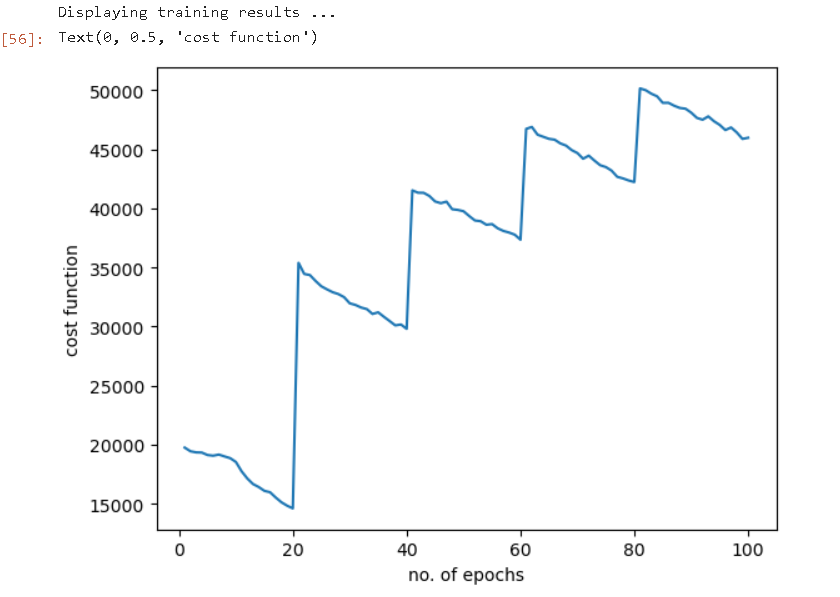 Displaying training results ...
[56]: Text(0, 0.5, 'cost function')
50000
45000
40000
35000
30000
25000
20000
15000
cost function
0 20 40 60 80 100
no. of epochs